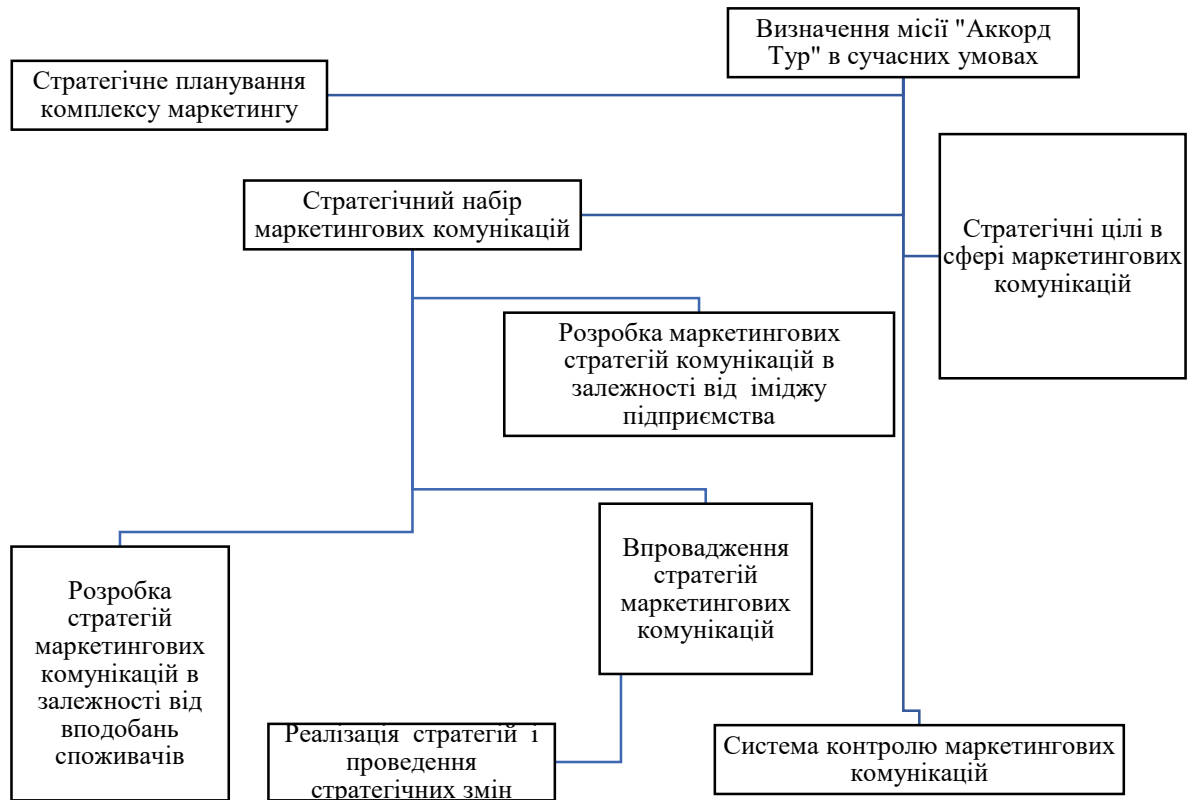 Визначення місії "Аккорд
Тур" в сучасних умовах
Стратегічне планування
комплексу маркетингу
Стратегічний набір
маркетингових комунікацій
Стратегічні цілі в
сфері маркетингових
комунікацій
Розробка маркетингових
стратегій комунікацій в
залежності від  іміджу
підприємства
Впровадження
стратегій
маркетингових
комунікацій
Розробка
стратегій
маркетингових
комунікацій в
залежності від
вподобань
споживачів
Реалізація  стратегій  і
проведення
стратегічних змін
Система контролю маркетингових
комунікацій